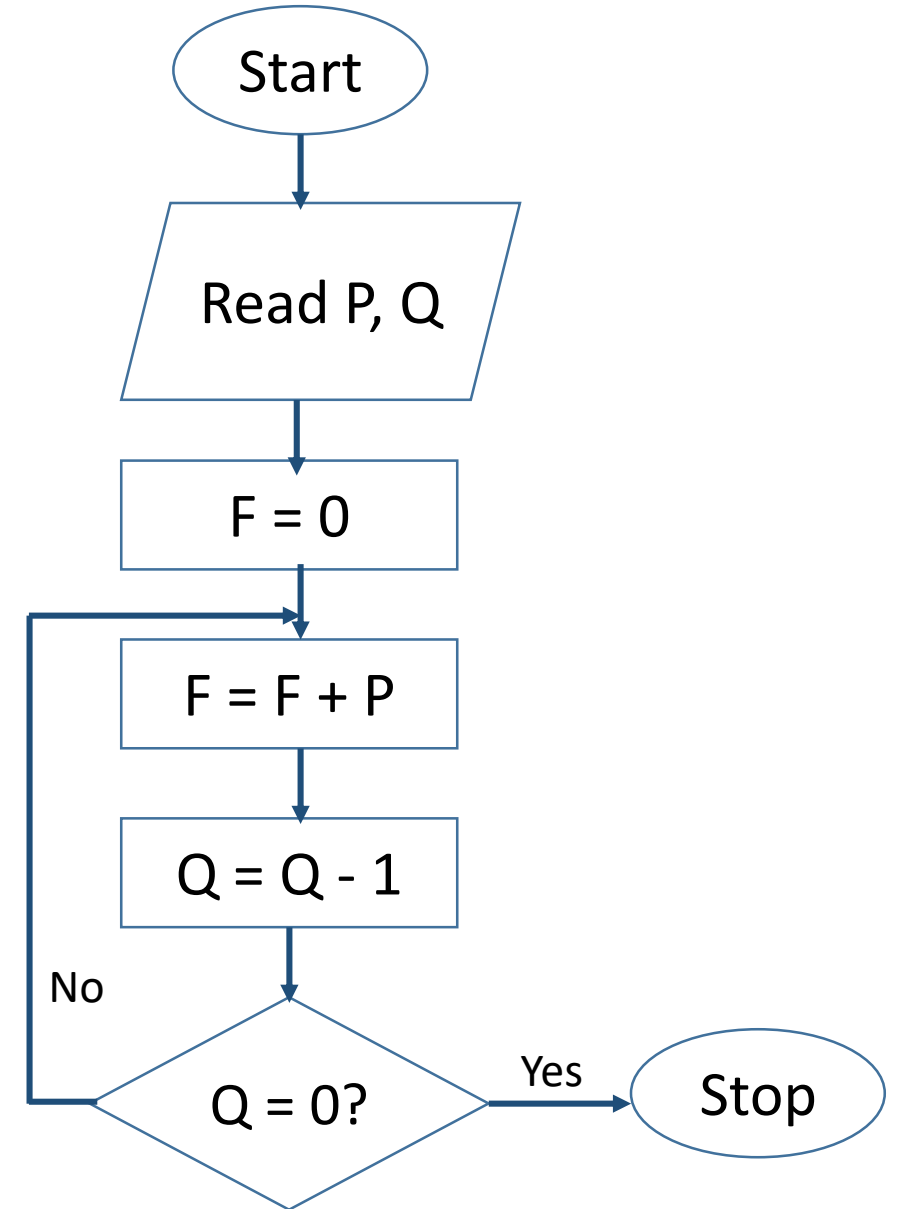 Start
Read P, Q
F = 0
F = F + P
Q = Q - 1
No
Q = 0?
Yes
Stop